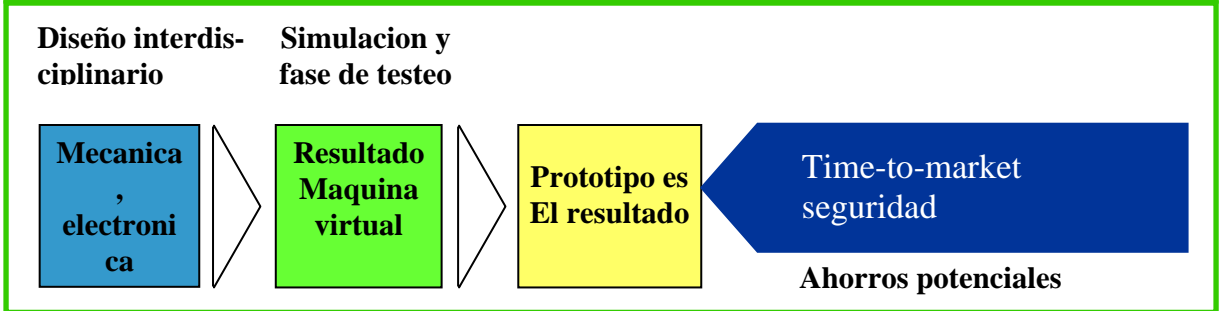 Diseño interdis-
ciplinario
Simulacion y
fase de testeo
Mecanica
,
electroni
ca
Resultado
Maquina
virtual
Prototipo es
El resultado
Time-to-market
seguridad
Ahorros potenciales